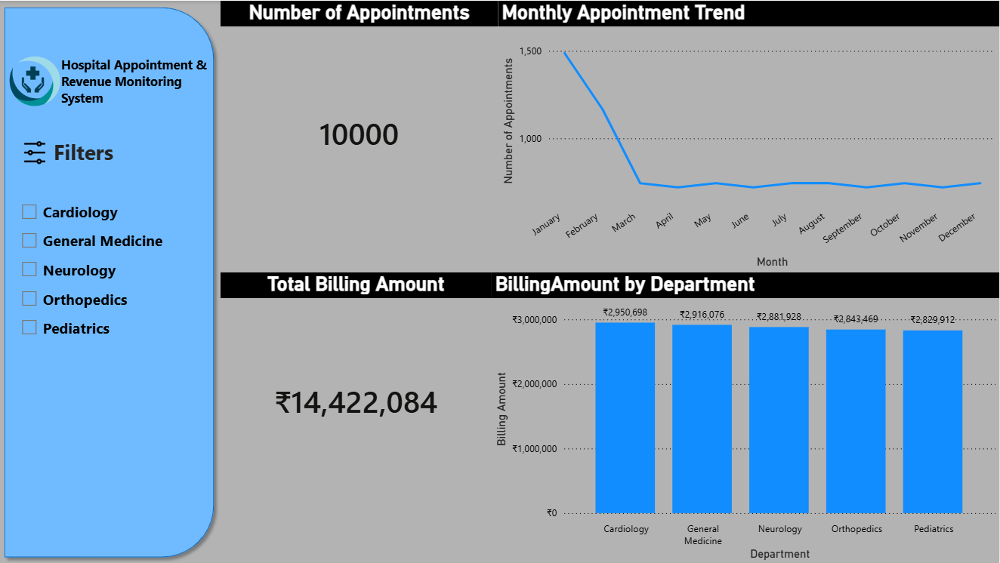 Hospital Appointment &
Revenue Monitoring
System
Filters
Cardiology
General Medicine
Neurology
Orthopedics
Pediatrics
Number of Appointments
10000
Monthly Appointment Trend
Number of Appointments
1,500
1,000
January
February
March
April
May
June
July
August
September
October
November
December
Month
Total Billing Amount
₹14,422,084
BillingAmount by Department
Billing Amount
₹3,000,000
₹2,000,000
₹1,000,000
₹0
₹2,950,698
₹2,916,076
₹2,881,928
₹2,843,469
₹2,829,912
Cardiology
General
Medicine
Neurology
Orthopedics
Pediatrics
Department